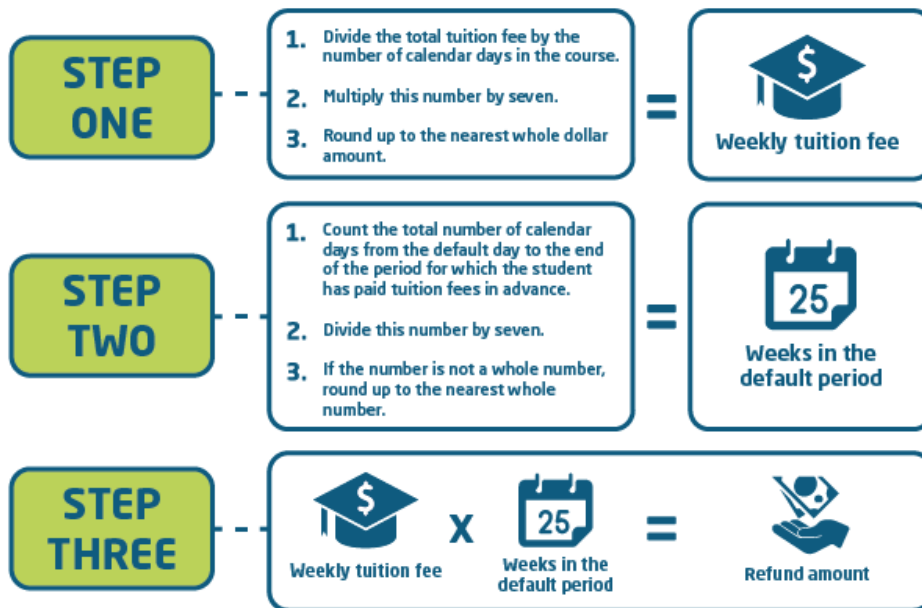 STEP
ONE
1. Divide the total tuition fee by the
number of calendar days in the course.
2. Multiply this number by seven.
3. Round up to the nearest whole dollar
amount.
=
$
Weekly tuition fee
STEP
TWO
1. Count the total number of calendar
days from the default day to the end
of the period for which the student
has paid tuition fees in advance.
2. Divide this number by seven.
3. If the number is not a whole number,
round up to the nearest whole
number.
=
25
Weeks in the
default period
STEP
THREE
$
Weekly tuition fee
X
25
Weeks in the
default period
=
Refund amount